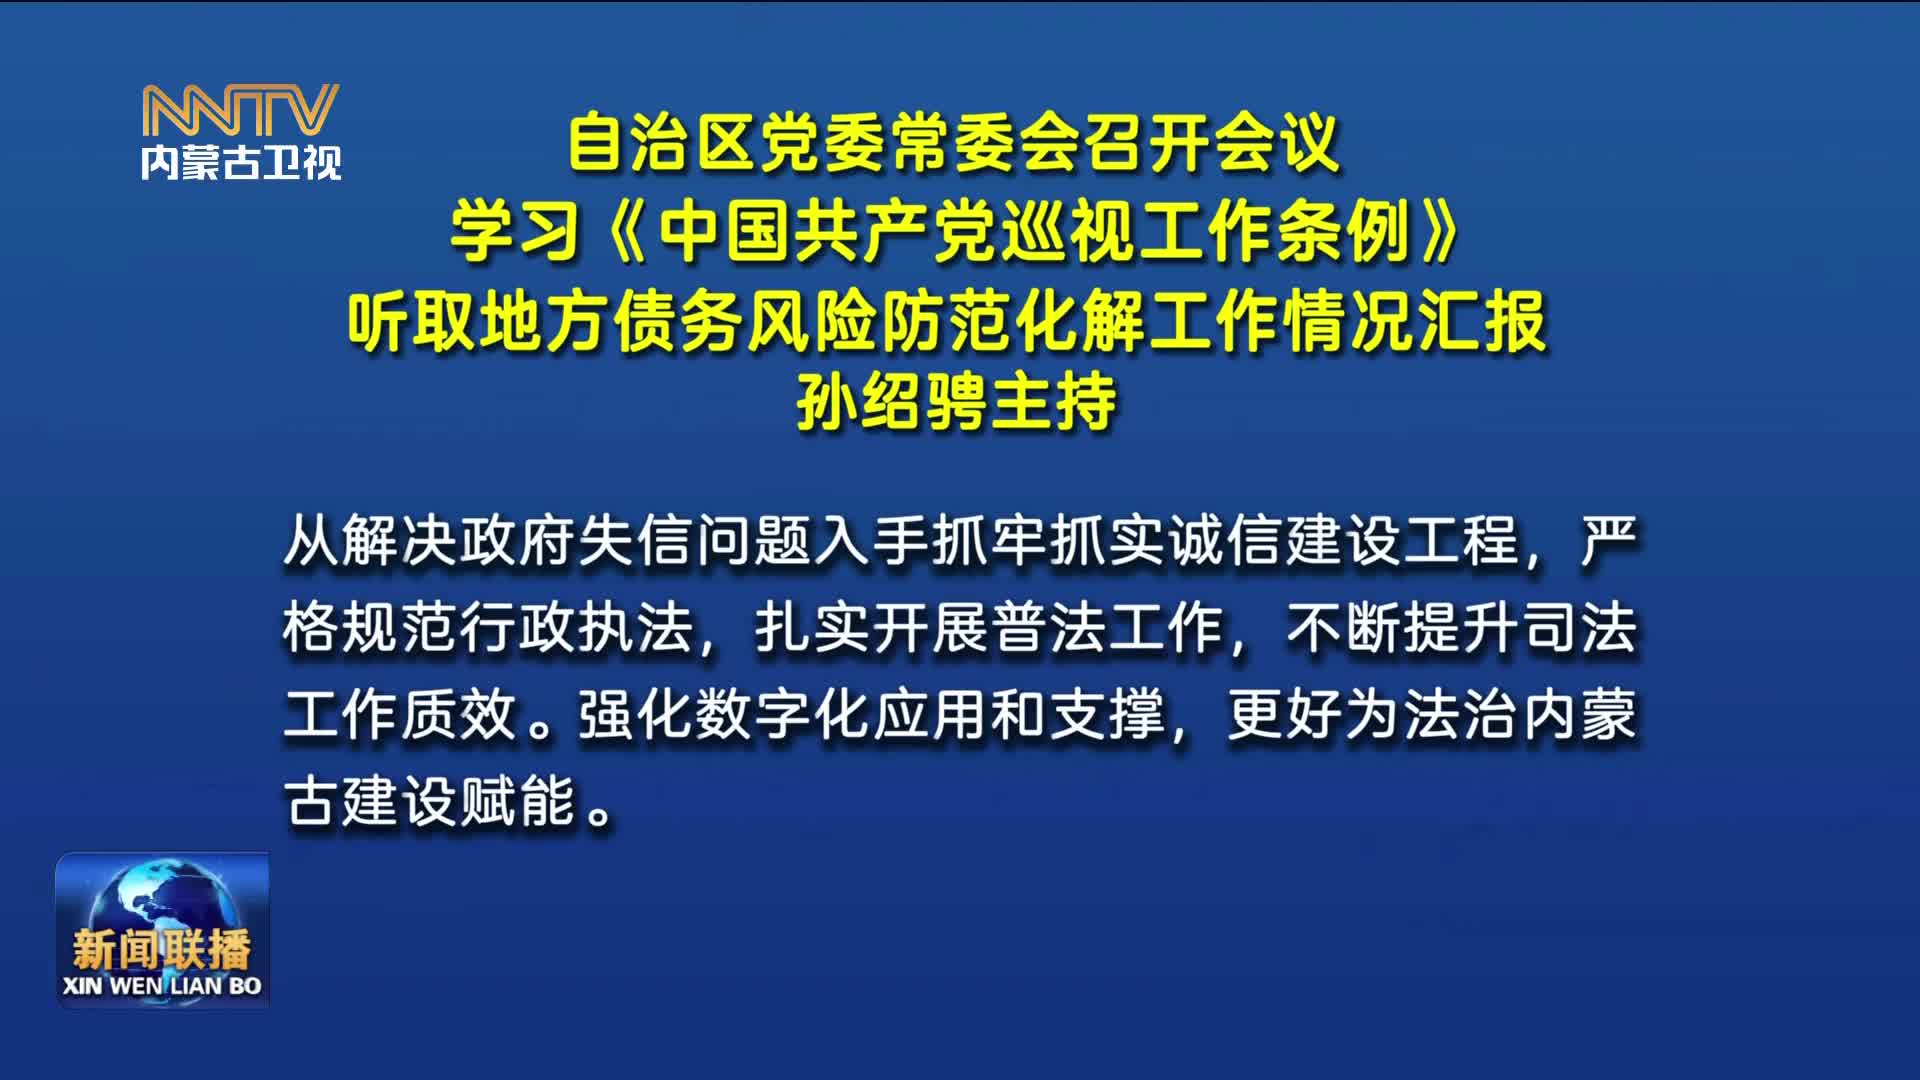 NNTV
内蒙古卫视
自治区党委常委会召开会议
学习《中国共产党巡视工作条例》
听取地方债务风险防范化解工作情况汇报
孙绍骋主持
从解决政府失信问题入手抓牢抓实诚信建设工程，严
格规范行政执法，扎实开展普法工作，不断提升司法
工作质效。强化数字化应用和支撑，更好为法治内蒙
古建设赋能。
新闻联播
XIN WEN LIAN BO